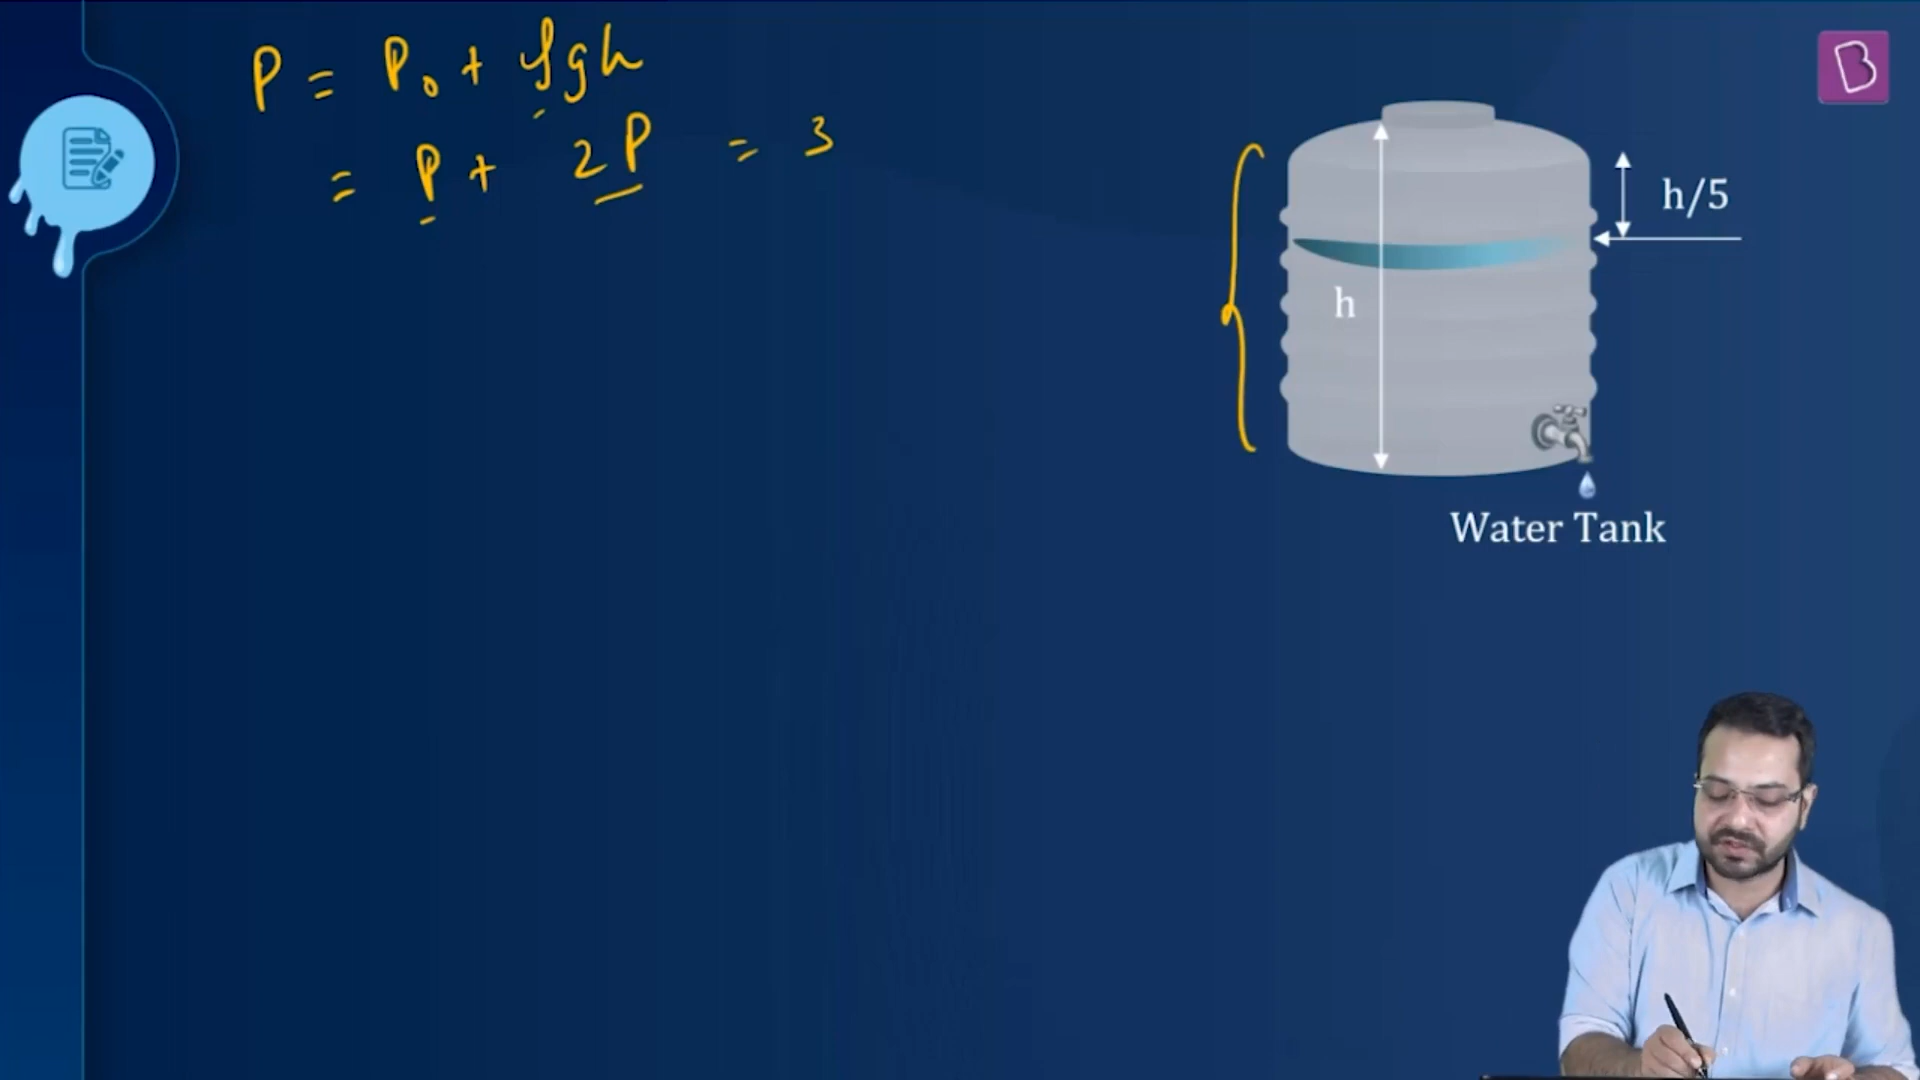 P = P₀ + ρgh
= P + 2P = 3
h/5
h
Water Tank
B